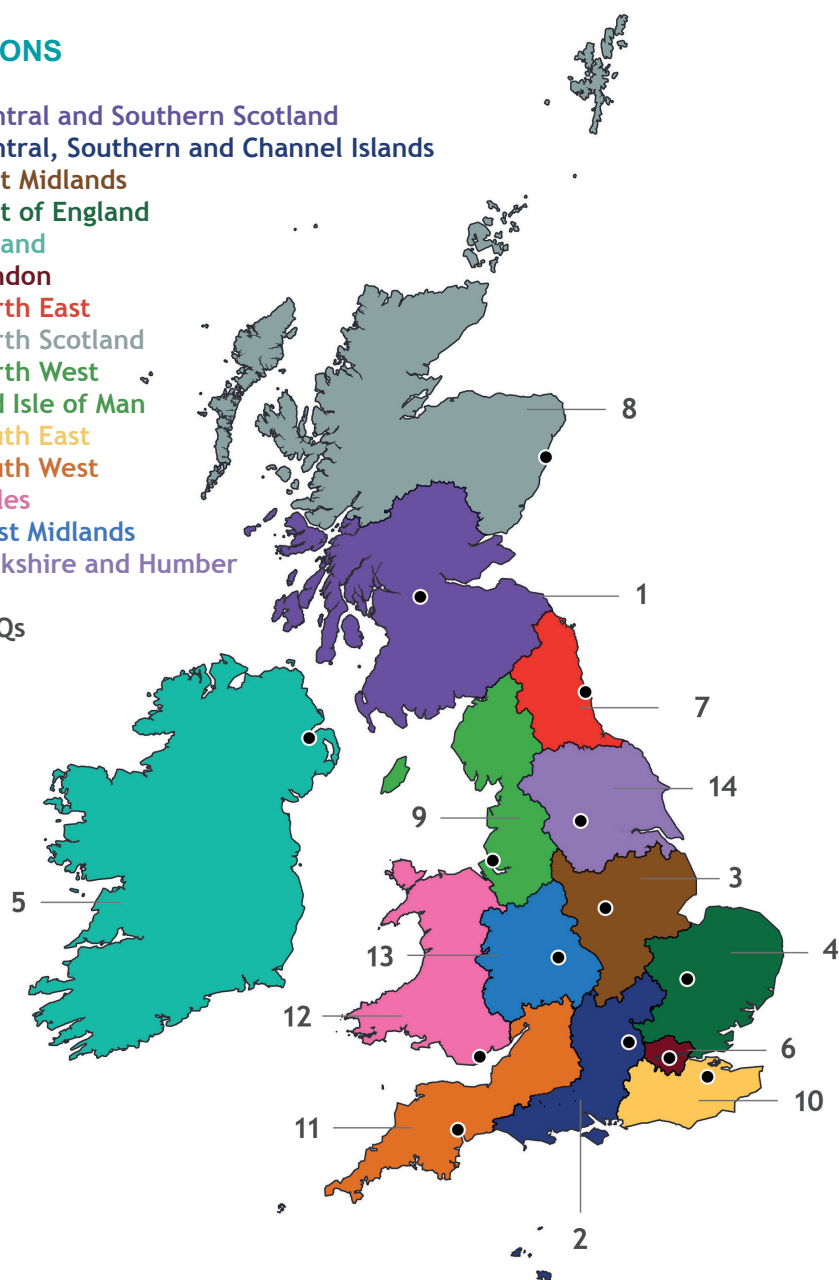 ONS
ntral and Southern Scotland
ntral, Southern and Channel Islands
t Midlands
t of England
and
ndon
rth East
rth Scotland
rth West
d Isle of Man
uth East
uth West
les
st Midlands
kshire and Humber
Qs
8
1
7
14
9
3
5
13
4
12
6
10
11
2